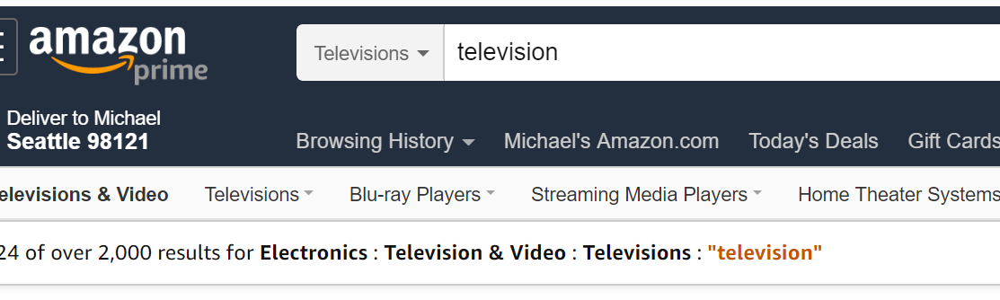 amazon
prime
Televisions
television
Deliver to Michael
Seattle 98121
Browsing History
Michael's Amazon.com
Today's Deals
Gift Cards
elevisions & Video
Televisions
Blu-ray Players
Streaming Media Players
Home Theater Systems
24 of over 2,000 results for Electronics : Television & Video : Televisions : "television"